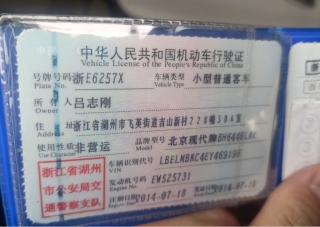 中华人民共和国机动车行驶证
Vehicle License of the People's Republic of China
号牌号码 浙E6257X 车辆类型 小型普通客车
Vehicle Type
所有人 吕志刚
Owner
住址 浙江省湖州市飞英街道吉山新村228幢304室
Address
使用性质 非营运 品牌型号 北京现代牌
Use Character Model
车辆识别代号 LBELMBKC4EY469196
VIN
发动机号码 EW525731
Engine No.
浙江省湖州
市公安局交
通警察支队
注册日期 2014-07-18 发证日期 2014-07-18